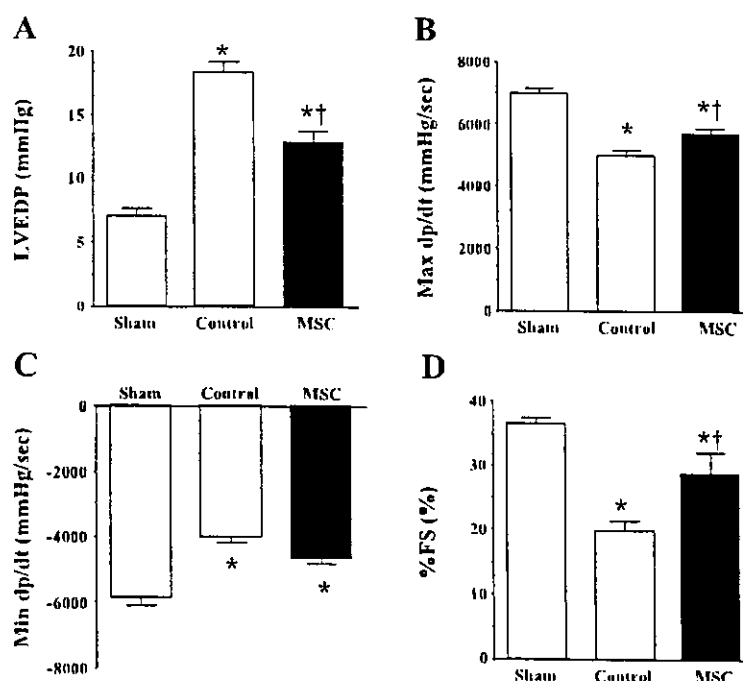 A
LVEDP (mmHg)
20
15
10
5
0
*
*†
Sham Control MSC
B
Max dp/dt (mmHg/sec)
8000
6000
4000
2000
0
*
*†
Sham Control MSC
C
Min dp/dt (mmHg/sec)
Sham Control MSC
0
-2000
-4000
-6000
-8000
*
*
D
%FS (%)
40
30
20
10
0
*
*†
Sham Control MSC